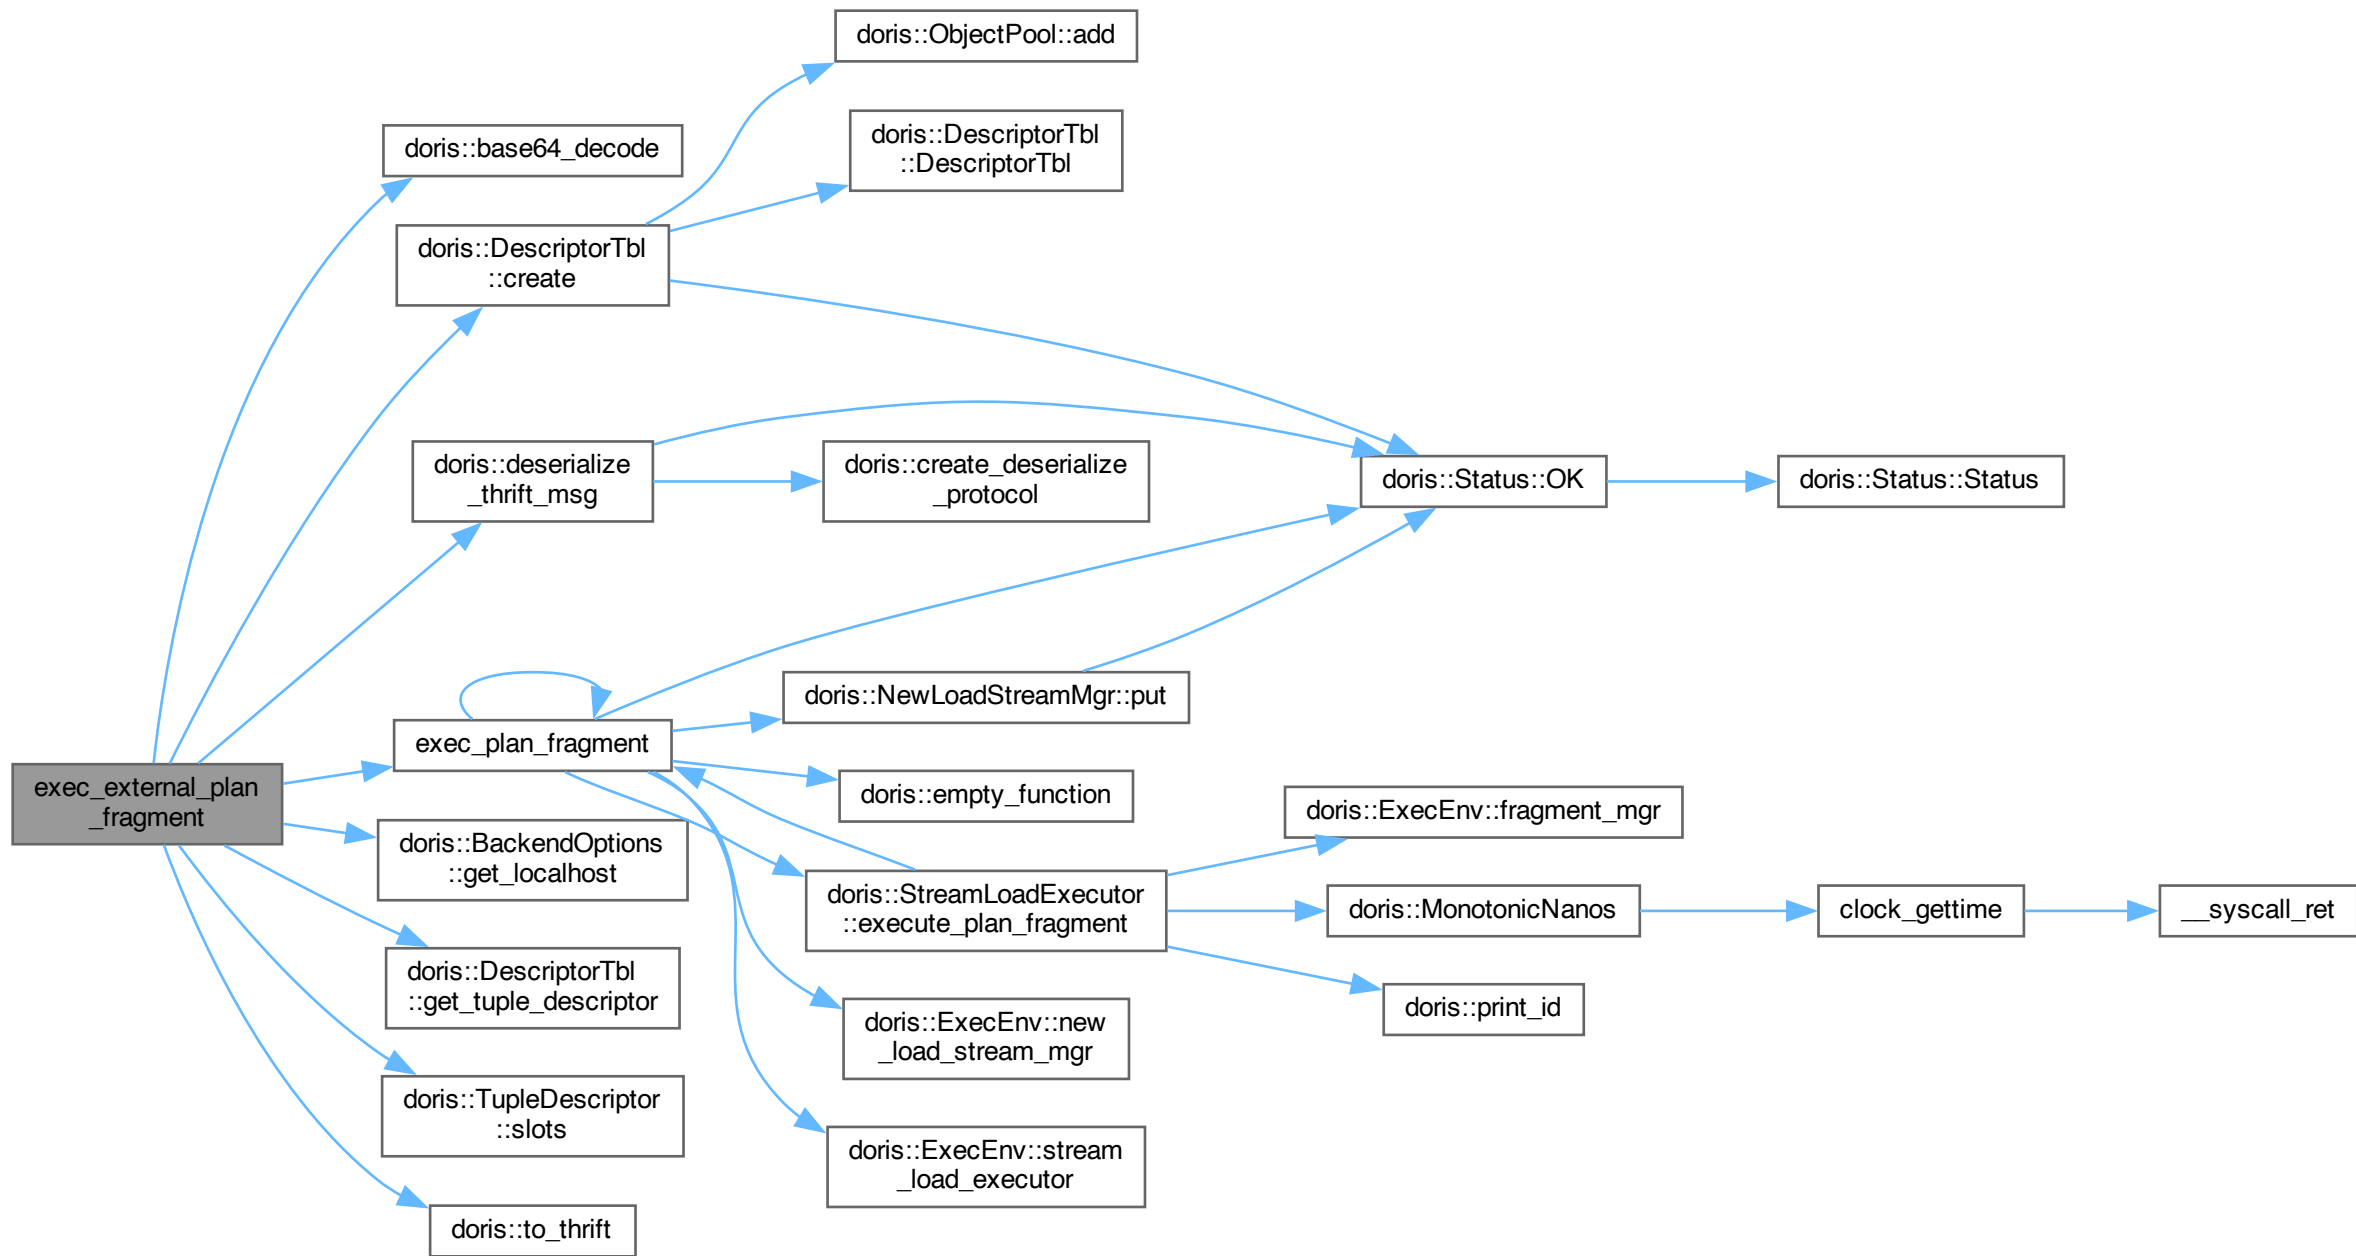 exec_external_plan
_fragment
doris::base64_decode
doris::DescriptorTbl
::create
doris::ObjectPool::add
doris::DescriptorTbl
::DescriptorTbl
doris::deserialize
_thrift_msg
doris::create_deserialize
_protocol
doris::Status::OK
doris::Status::Status
exec_plan_fragment
doris::NewLoadStreamMgr::put
doris::empty_function
doris::StreamLoadExecutor
::execute_plan_fragment
doris::ExecEnv::fragment_mgr
doris::MonotonicNanos
clock_gettime
__syscall_ret
doris::print_id
doris::ExecEnv::new
_load_stream_mgr
doris::ExecEnv::stream
_load_executor
doris::BackendOptions
::get_localhost
doris::DescriptorTbl
::get_tuple_descriptor
doris::TupleDescriptor
::slots
doris::to_thrift